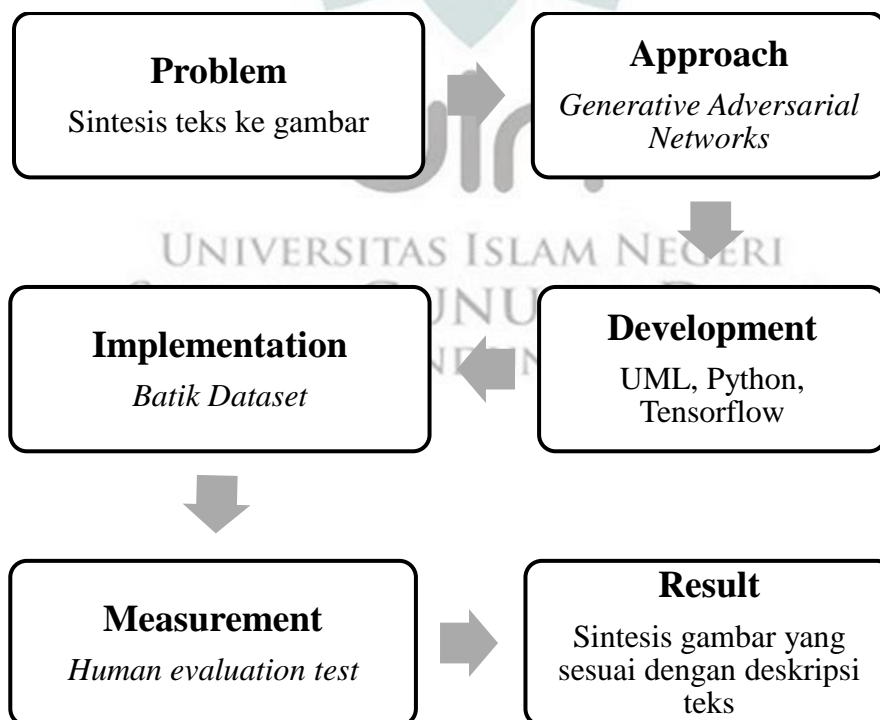 Problem
Sintesis teks ke gambar
Approach
Generative Adversarial
Networks
UNIVERSITAS ISLAM NEGERI
Development
UML, Python,
Tensorflow
Implementation
Batik Dataset
Measurement
Human evaluation test
Result
Sintesis gambar yang
sesuai dengan deskripsi
teks